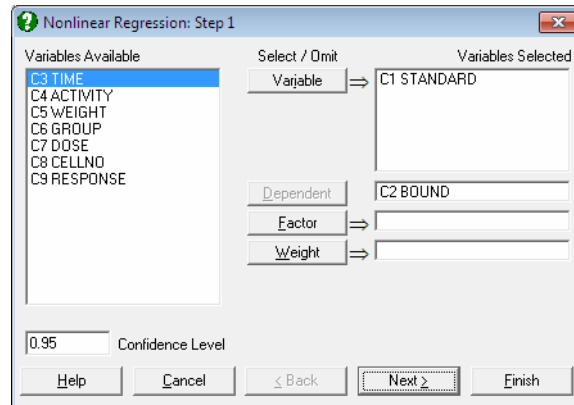 Nonlinear Regression: Step 1
Variables Available
Select / Omit
Variables Selected
C3 TIME
C4 ACTIVITY
C5 WEIGHT
C6 GROUP
C7 DOSE
C8 CELLNO
C9 RESPONSE
Variable
C1 STANDARD
Dependent
C2 BOUND
Factor
Weight
0.95
Confidence Level
Help
Cancel
< Back
Next >
Finish